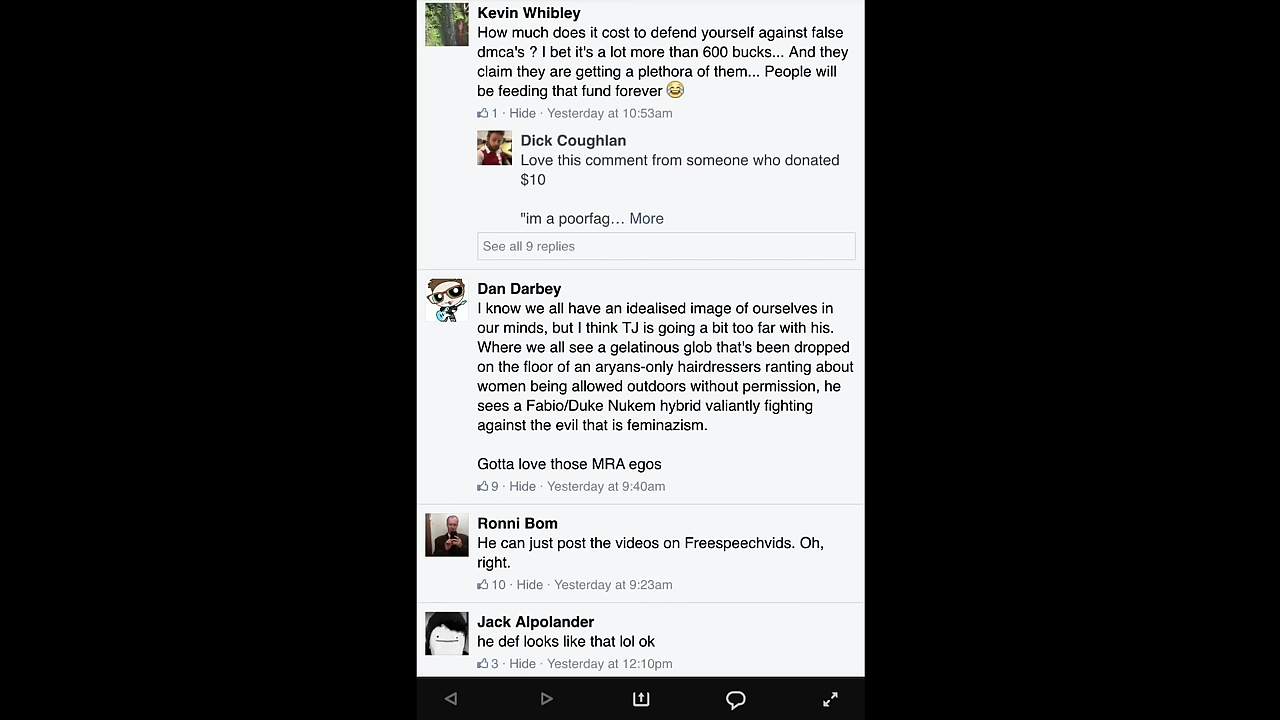 Kevin Whibley
How much does it cost to defend yourself against false
dmca's ? I bet it's a lot more than 600 bucks... And they
claim they are getting a plethora of them... People will
be feeding that fund forever 😂
1 · Hide · Yesterday at 10:53am
Dick Coughlan
Love this comment from someone who donated
$10
"im a poorfag… More
See all 9 replies
Dan Darbey
I know we all have an idealised image of ourselves in
our minds, but I think TJ is going a bit too far with his.
Where we all see a gelatinous glob that's been dropped
on the floor of an aryans-only hairdressers ranting about
women being allowed outdoors without permission, he
sees a Fabio/Duke Nukem hybrid valiantly fighting
against the evil that is feminazism.
Gotta love those MRA egos
9 · Hide · Yesterday at 9:40am
Ronni Bom
He can just post the videos on Freespeechvids. Oh,
right.
10 · Hide · Yesterday at 9:23am
Jack Alpolander
he def looks like that lol ok
3 · Hide · Yesterday at 12:10pm